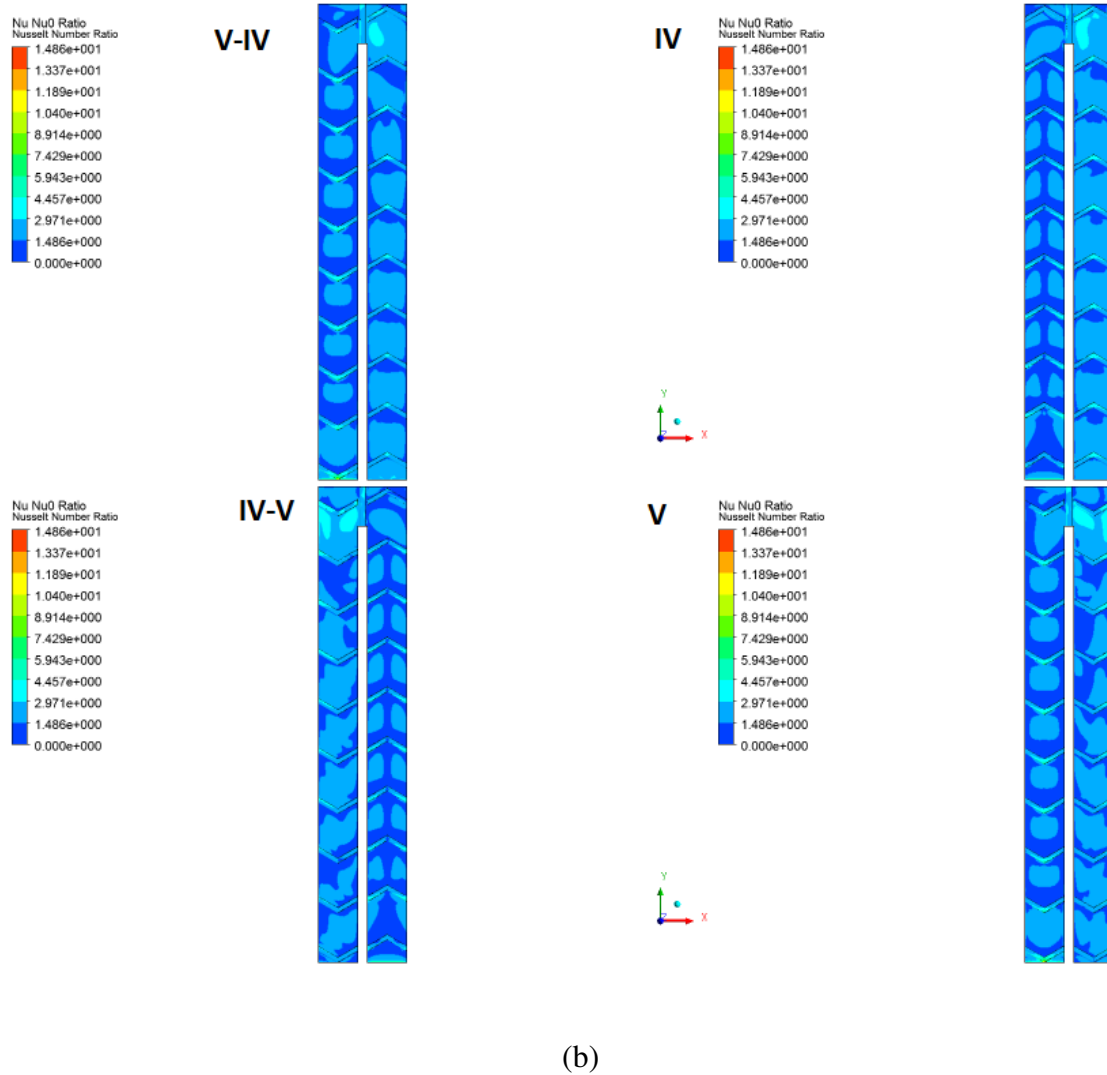 Nu Nu0 Ratio
Nusselt Number Ratio
1.486e+001
1.337e+001
1.189e+001
1.040e+001
8.914e+000
7.429e+000
5.943e+000
4.457e+000
2.971e+000
1.486e+000
0.000e+000
V-IV
Nu Nu0 Ratio
Nusselt Number Ratio
1.486e+001
1.337e+001
1.189e+001
1.040e+001
8.914e+000
7.429e+000
5.943e+000
4.457e+000
2.971e+000
1.486e+000
0.000e+000
IV
Y
Z
X
Nu Nu0 Ratio
Nusselt Number Ratio
1.486e+001
1.337e+001
1.189e+001
1.040e+001
8.914e+000
7.429e+000
5.943e+000
4.457e+000
2.971e+000
1.486e+000
0.000e+000
IV-V
Nu Nu0 Ratio
Nusselt Number Ratio
1.486e+001
1.337e+001
1.189e+001
1.040e+001
8.914e+000
7.429e+000
5.943e+000
4.457e+000
2.971e+000
1.486e+000
0.000e+000
V
Y
Z
X
(b)